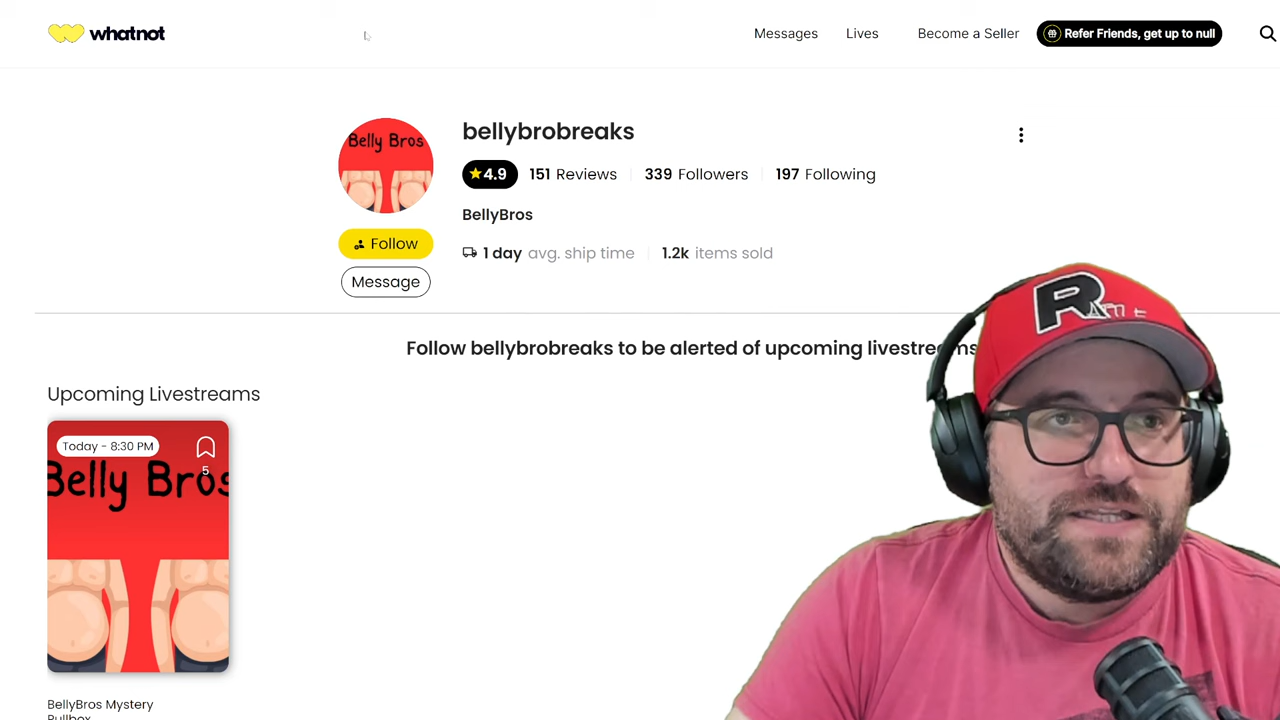 whatnot
Messages
Lives
Become a Seller
Refer Friends, get up to null
Belly Bros
bellybrobreaks
4.9
151 Reviews
339 Followers
197 Following
BellyBros
Follow
1 day avg. ship time
1.2k items sold
Message
Follow bellybrobreaks to be alerted of upcoming livestreams
Upcoming Livestreams
Today - 8:30 PM
5
Belly Bros
BellyBros Mystery
Pullbox
R